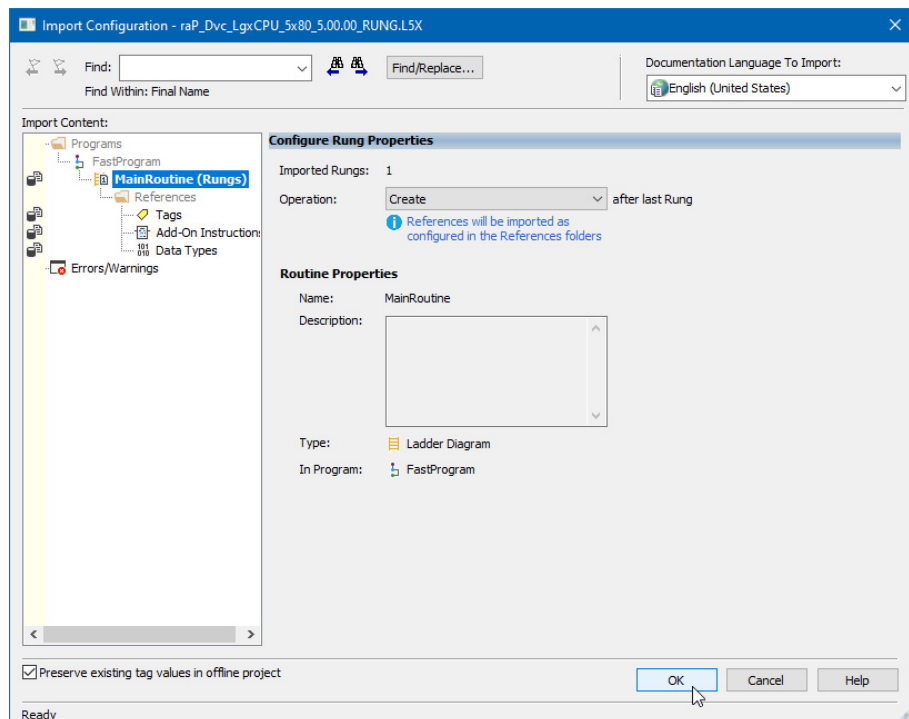 Import Configuration - raP_Dvc_LgxCPU_5x80_5.00.00_RUNG.L5X
Find:
Find/Replace...
Find Within: Final Name
Documentation Language To Import:
English (United States)
Import Content:
Programs
FastProgram
MainRoutine (Rungs)
References
Tags
Add-On Instruction:
Data Types
Errors/Warnings
Configure Rung Properties
Imported Rungs: 1
Operation: Create after last Rung
References will be imported as
configured in the References folders
Routine Properties
Name: MainRoutine
Description:
Type: Ladder Diagram
In Program: FastProgram
Preserve existing tag values in offline project
OK Cancel Help
Ready